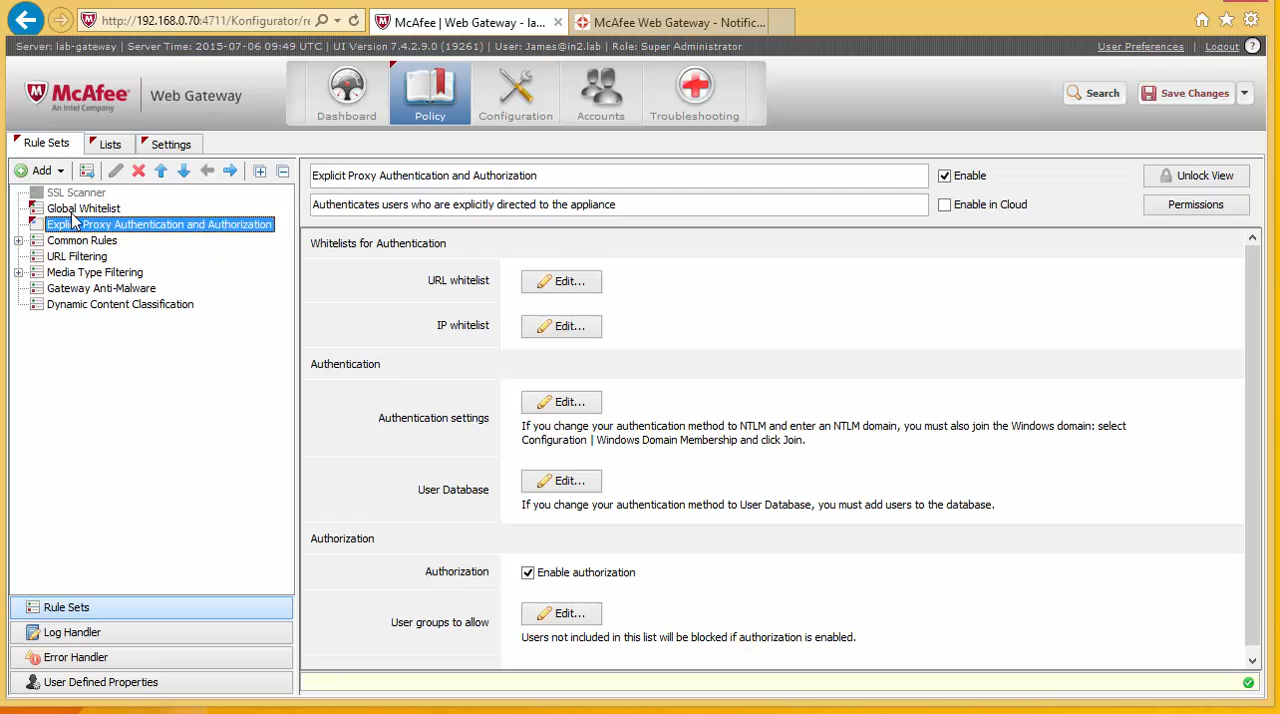 http://192.168.0.70:4711/Konfigurator/re
McAfee | Web Gateway - la...
McAfee Web Gateway - Notific...
Server: lab-gateway | Server Time: 2015-07-06 09:49 UTC | UI Version 7.4.2.9.0 (19261) | User: James@in2.lab | Role: Super Administrator
User Preferences | Logout ?
McAfee
An Intel Company
Web Gateway
Dashboard
Policy
Configuration
Accounts
Troubleshooting
Search
Save Changes
Rule Sets
Lists
Settings
Add
SSL Scanner
Global Whitelist
Explicit Proxy Authentication and Authorization
Common Rules
URL Filtering
Media Type Filtering
Gateway Anti-Malware
Dynamic Content Classification
Rule Sets
Log Handler
Error Handler
User Defined Properties
Explicit Proxy Authentication and Authorization
Enable
Unlock View
Authenticates users who are explicitly directed to the appliance
Enable in Cloud
Permissions
Whitelists for Authentication
URL whitelist
Edit...
IP whitelist
Edit...
Authentication
Authentication settings
Edit...
If you change your authentication method to NTLM and enter an NTLM domain, you must also join the Windows domain: select
Configuration | Windows Domain Membership and click Join.
User Database
Edit...
If you change your authentication method to User Database, you must add users to the database.
Authorization
Authorization
Enable authorization
User groups to allow
Edit...
Users not included in this list will be blocked if authorization is enabled.